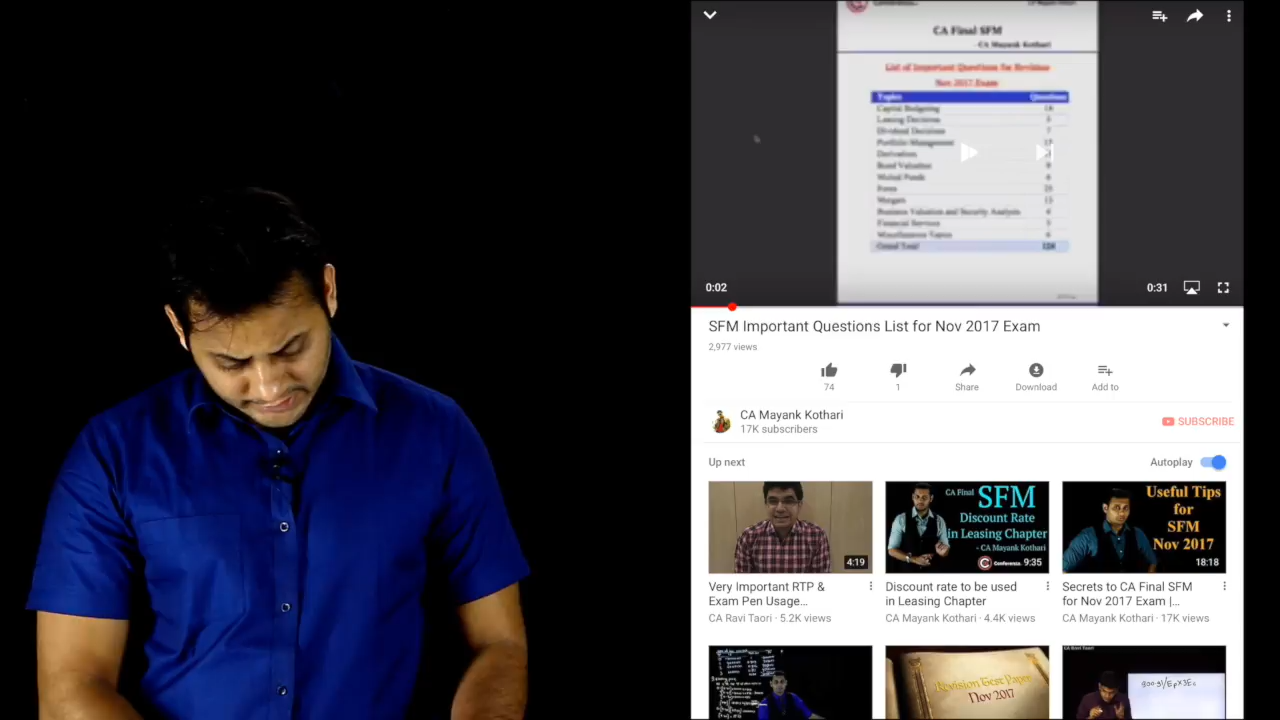 CA Final SFM
- CA Mayank Kothari
List of Important Questions for Revision
Nov 2017 Exam
Topics Questions
Capital Budgeting
Leasing Decisions
Dividend Decisions 7
Portfolio Management
Derivatives
Bond Valuation
Mutual Funds
Forex
Mergers
Business Valuation and Security Analysis
Financial Services
Miscellaneous Topics
Grand Total
0:02
0:31
SFM Important Questions List for Nov 2017 Exam
2,977 views
74
1
Share
Download
Add to
CA Mayank Kothari
17K subscribers
SUBSCRIBE
Up next
Autoplay
4:19
CA Final SFM
Discount Rate
in Leasing Chapter
- CA Mayank Kothari
Conferenza.
9:35
Useful Tips
for
SFM
Nov 2017
18:18
Very Important RTP &
Exam Pen Usage...
CA Ravi Taori · 5.2K views
Discount rate to be used
in Leasing Chapter
CA Mayank Kothari · 4.4K views
Secrets to CA Final SFM
for Nov 2017 Exam |...
CA Mayank Kothari · 17K views
Revision Test Paper
Nov 2017
CA Ravi Taori